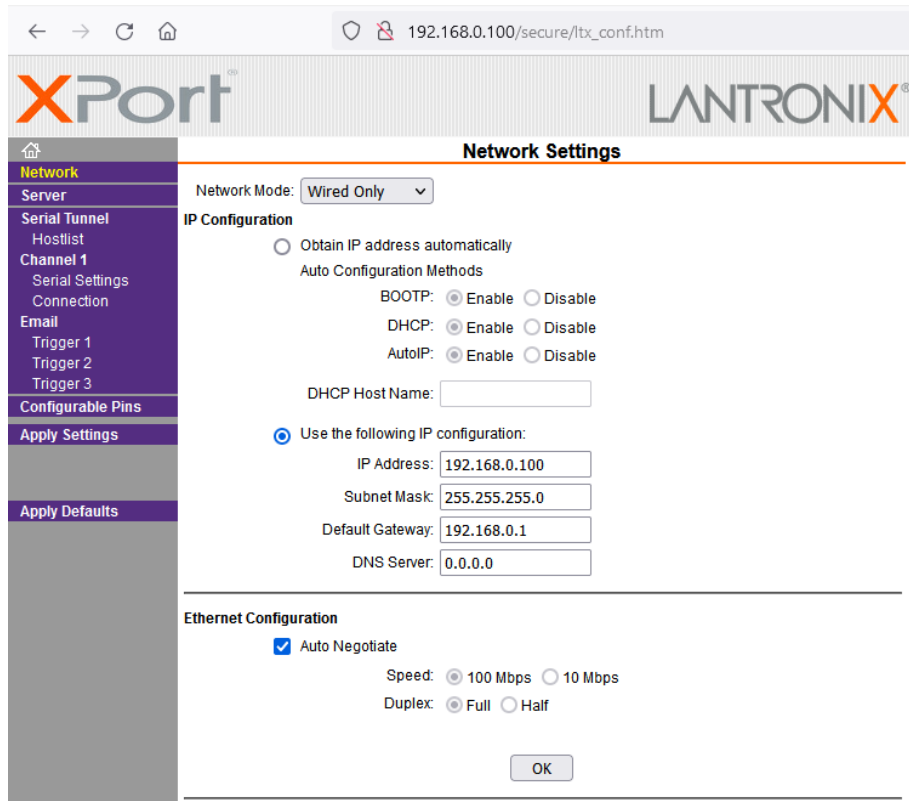 192.168.0.100/secure/ltx_conf.htm
XPort®
LANTRONIX®
Network
Server
Serial Tunnel
Hostlist
Channel 1
Serial Settings
Connection
Email
Trigger 1
Trigger 2
Trigger 3
Configurable Pins
Apply Settings
Apply Defaults
Network Settings
Network Mode: Wired Only
IP Configuration
Obtain IP address automatically
Auto Configuration Methods
BOOTP: Enable Disable
DHCP: Enable Disable
AutoIP: Enable Disable
DHCP Host Name:
Use the following IP configuration:
IP Address: 192.168.0.100
Subnet Mask: 255.255.255.0
Default Gateway: 192.168.0.1
DNS Server: 0.0.0.0
Ethernet Configuration
Auto Negotiate
Speed: 100 Mbps 10 Mbps
Duplex: Full Half
OK